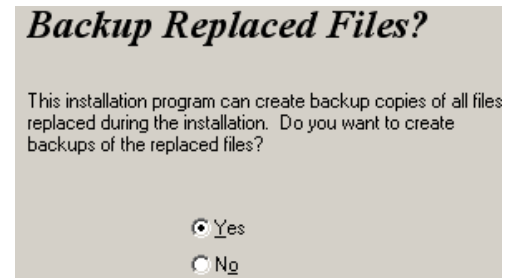 Backup Replaced Files?
This installation program can create backup copies of all files
replaced during the installation. Do you want to create
backups of the replaced files?
Yes
No